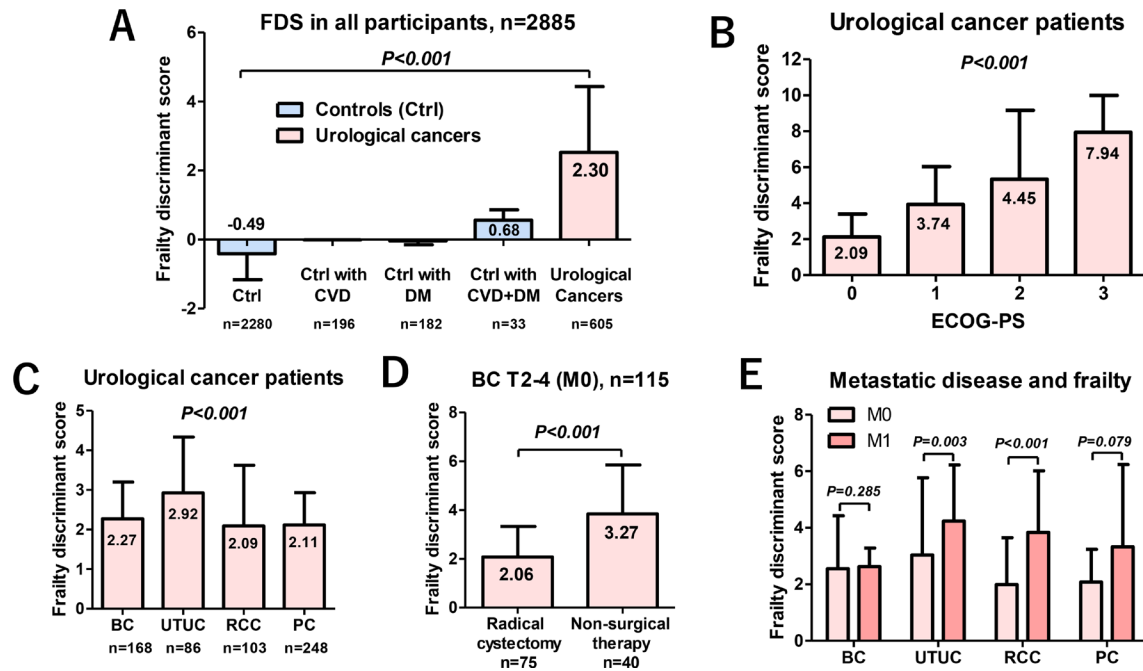 A
FDS in all participants, n=2885
Frailty discriminant score
6
4
2
0
-2
P<0.001
Controls (Ctrl)
Urological cancers
-0.49
0.68
2.30
Ctrl
Ctrl with
CVD
Ctrl with
DM
Ctrl with
CVD+DM
Urological
Cancers
n=2280
n=196
n=182
n=33
n=605
B
Urological cancer patients
P<0.001
Frailty discriminant score
12
10
8
6
4
2
0
2.09
3.74
4.45
7.94
0
1
2
3
ECOG-PS
C
Urological cancer patients
P<0.001
Frailty discriminant score
5
4
3
2
1
0
2.27
2.92
2.09
2.11
BC
UTUC
RCC
PC
n=168
n=86
n=103
n=248
D
BC T2-4 (M0), n=115
P<0.001
Frailty discriminant score
8
6
4
2
0
2.06
3.27
Radical
cystectomy
n=75
Non-surgical
therapy
n=40
E
Metastatic disease and frailty
Frailty discriminant score
8
6
4
2
0
M0
M1
P=0.285
P=0.003
P<0.001
P=0.079
BC
UTUC
RCC
PC